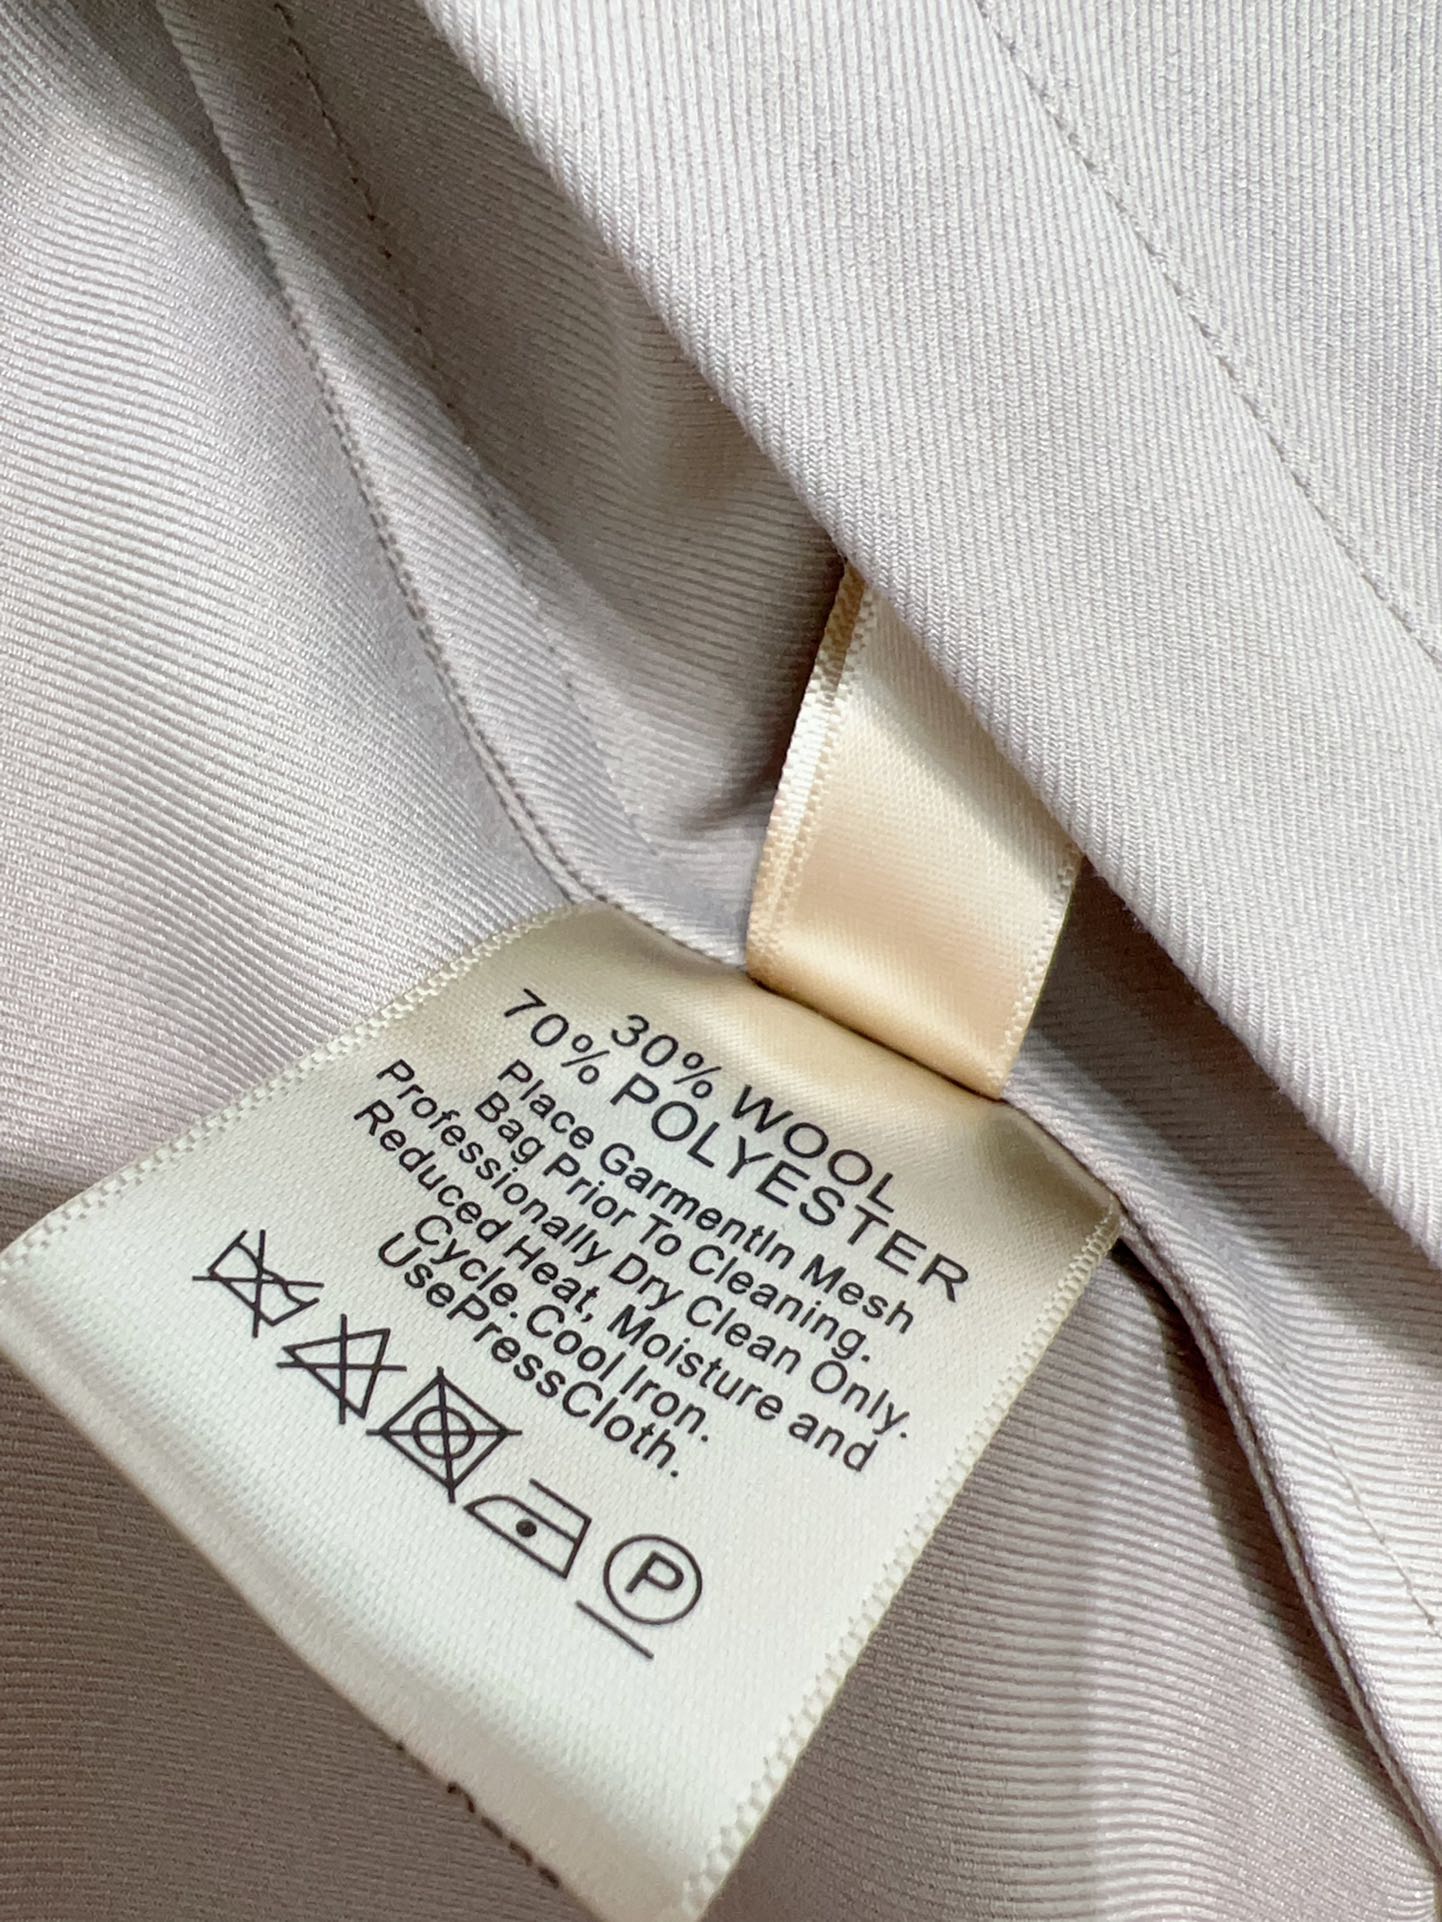 30% WOOL
70% POLYESTER
Place GarmentIn Mesh
Bag Prior To Cleaning.
Professionally Dry Clean Only.
Reduced Heat, Moisture and
Cycle.Cool Iron.
UsePressCloth.
P